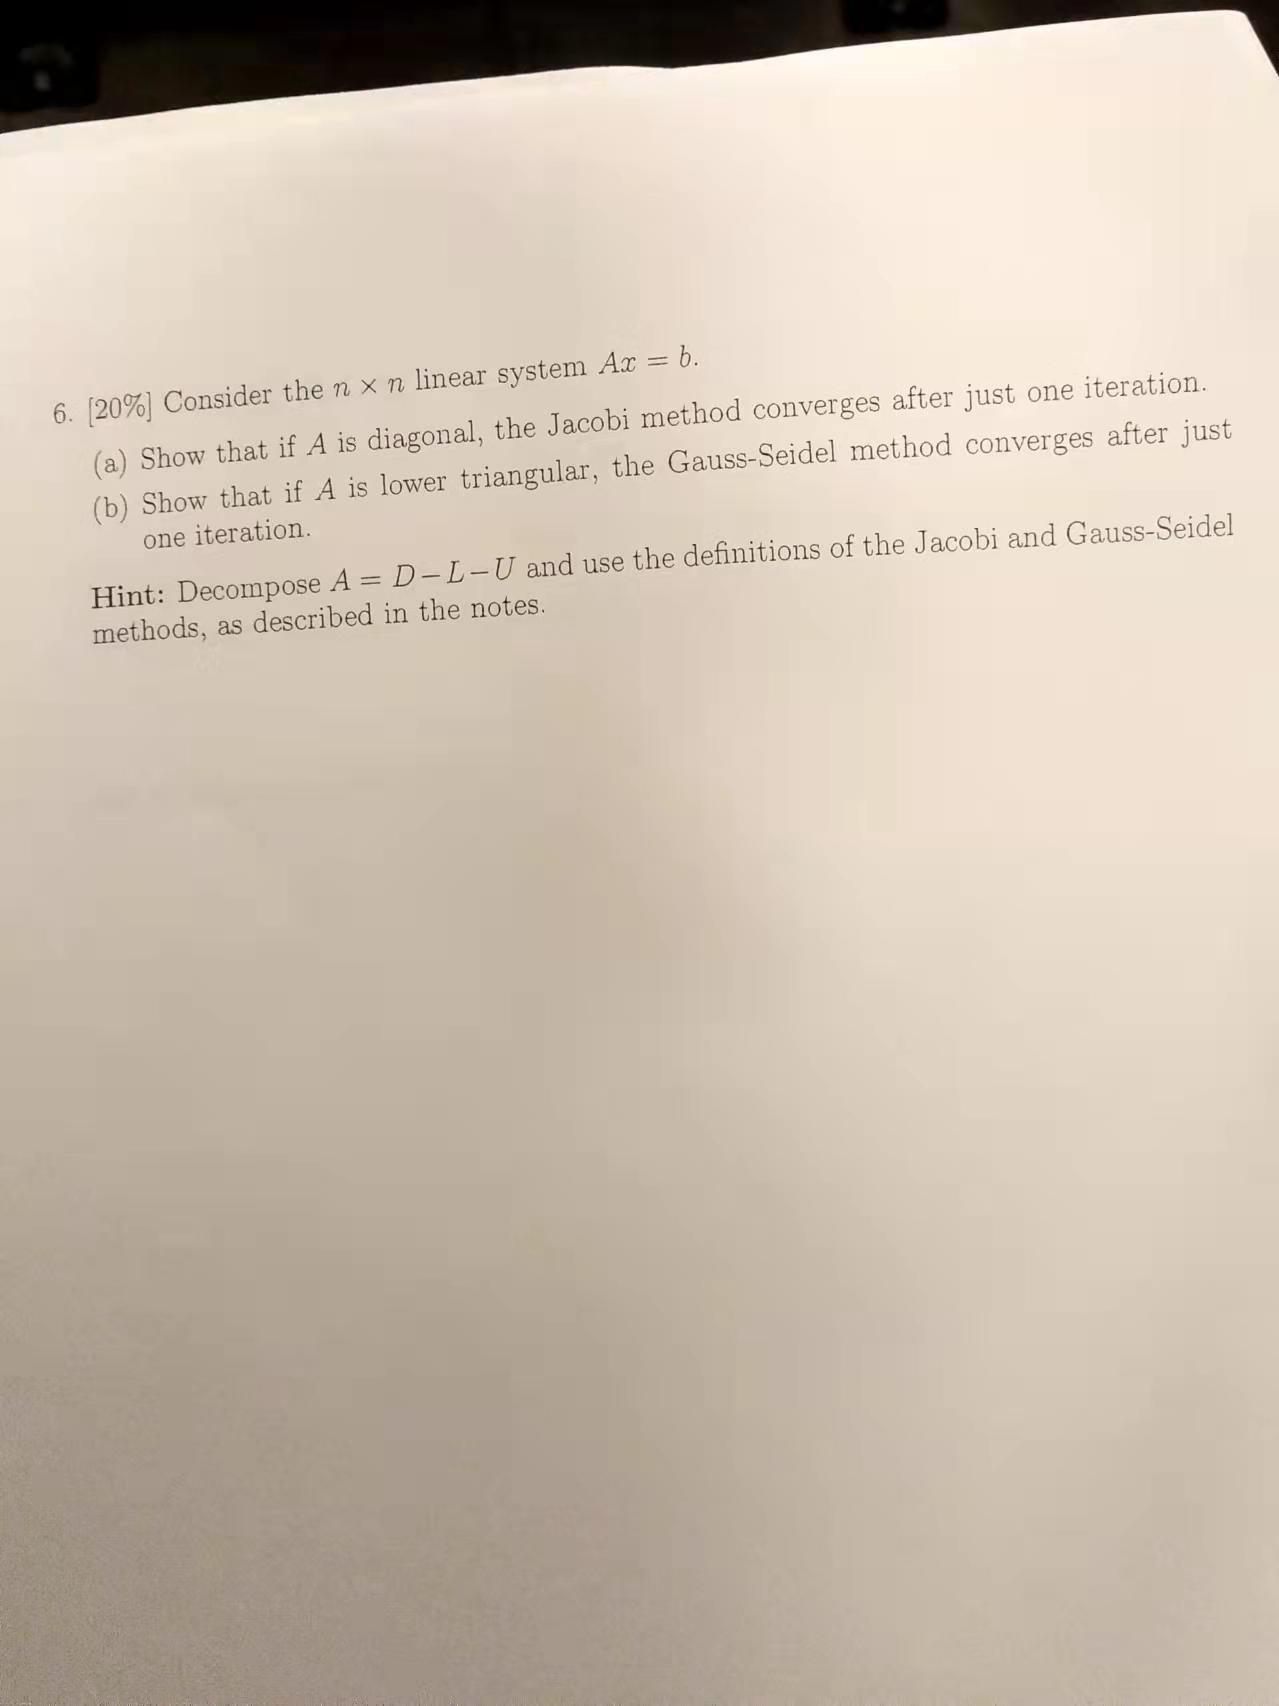 6. [20%] Consider the n × n linear system Ax = b.
(a) Show that if A is diagonal, the Jacobi method converges after just one iteration.
(b) Show that if A is lower triangular, the Gauss-Seidel method converges after just
one iteration.
Hint: Decompose A = D – L – U and use the definitions of the Jacobi and Gauss-Seidel
methods, as described in the notes.